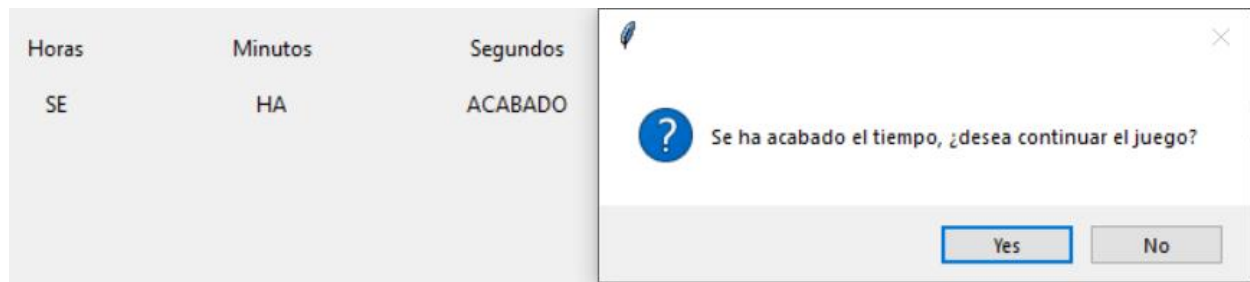 Horas Minutos Segundos
SE HA ACABADO
Se ha acabado el tiempo, ¿desea continuar el juego?
Yes No